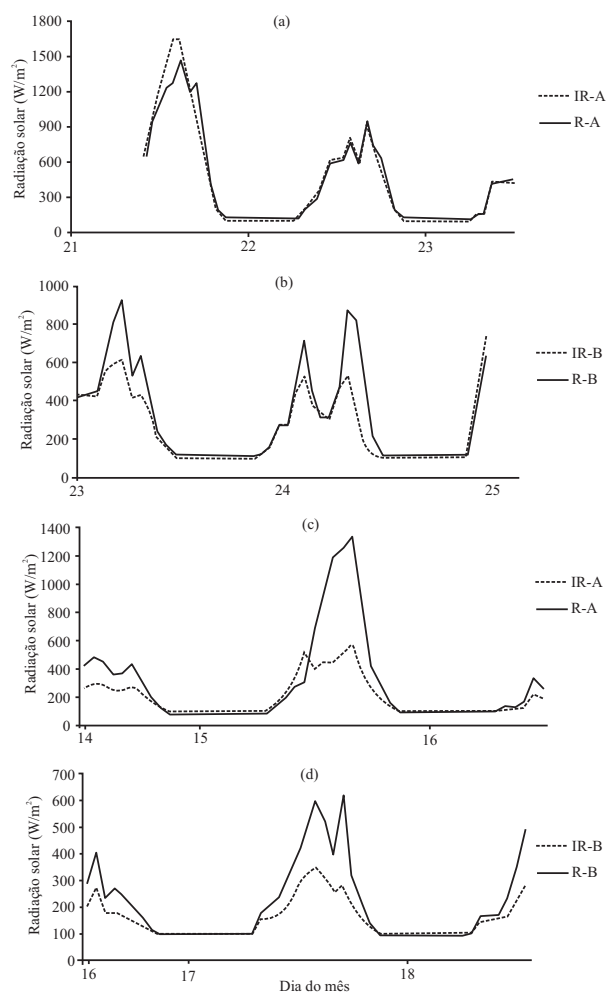 (a)
Radiação solar (W/m²)
1800
1500
1200
900
600
300
0
21
22
23
IR-A
R-A
(b)
Radiação solar (W/m²)
1000
800
600
400
200
0
23
24
25
IR-B
R-B
(c)
Radiação solar (W/m²)
1400
1200
1000
800
600
400
200
0
14
15
16
IR-A
R-A
(d)
Radiação solar (W/m²)
700
600
500
400
300
200
100
0
16
17
18
IR-B
R-B
Dia do mês